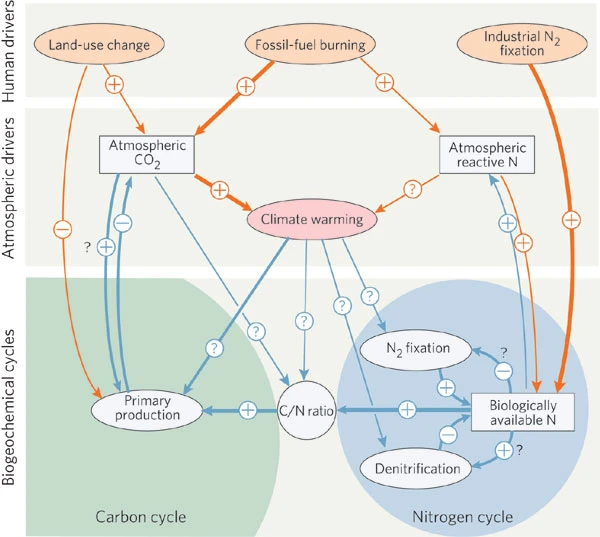 Human drivers
Land-use change
Fossil-fuel burning
Industrial N2
fixation
+
+
+
Atmospheric drivers
Atmospheric
CO2
Atmospheric
reactive N
+
?
Climate warming
−
−
+
+
+
? +
Biogeochemical cycles
?
?
?
?
?
N2 fixation
?
−
+
Primary
production
+
C/N ratio
+
Biologically
available N
−
+ ?
Denitrification
Carbon cycle
Nitrogen cycle